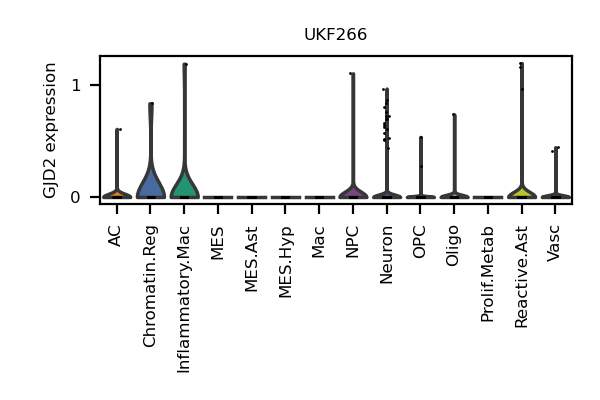 UKF266
GJD2 expression
1
0
AC
Chromatin.Reg
Inflammatory.Mac
MES
MES.Ast
MES.Hyp
Mac
NPC
Neuron
OPC
Oligo
Prolif.Metab
Reactive.Ast
Vasc